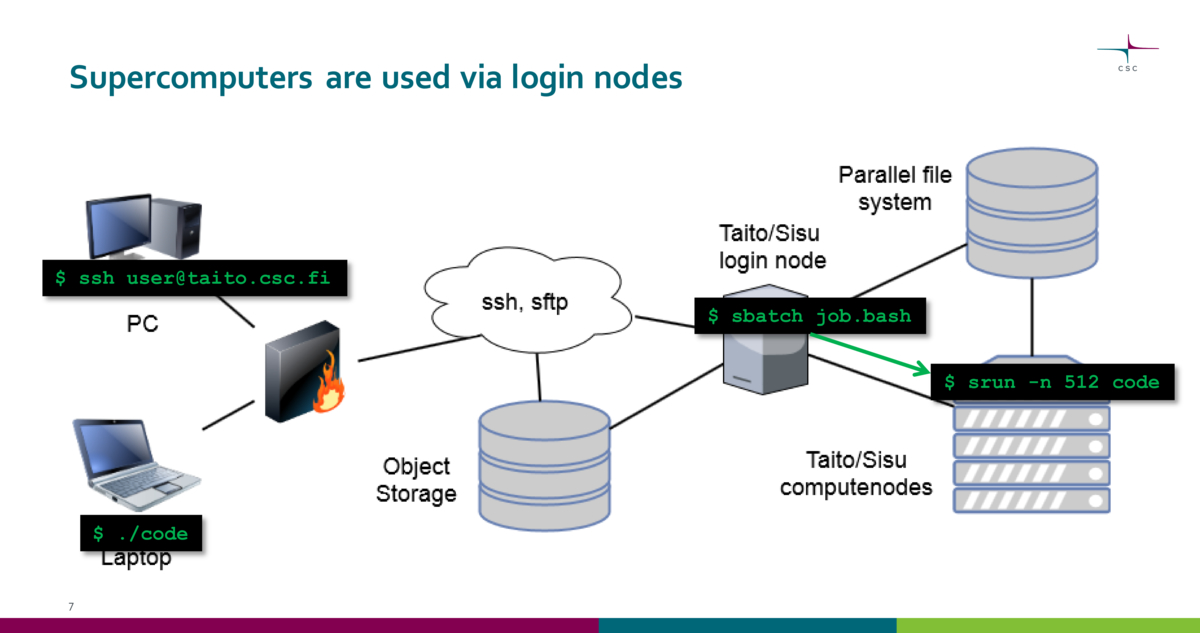 CSC
Supercomputers are used via login nodes
$ ssh user@taito.csc.fi
PC
ssh, sftp
Taito/Sisu
login node
$ sbatch job.bash
Parallel file
system
$ srun -n 512 code
Taito/Sisu
computenodes
Object
Storage
$ ./code
Laptop
7